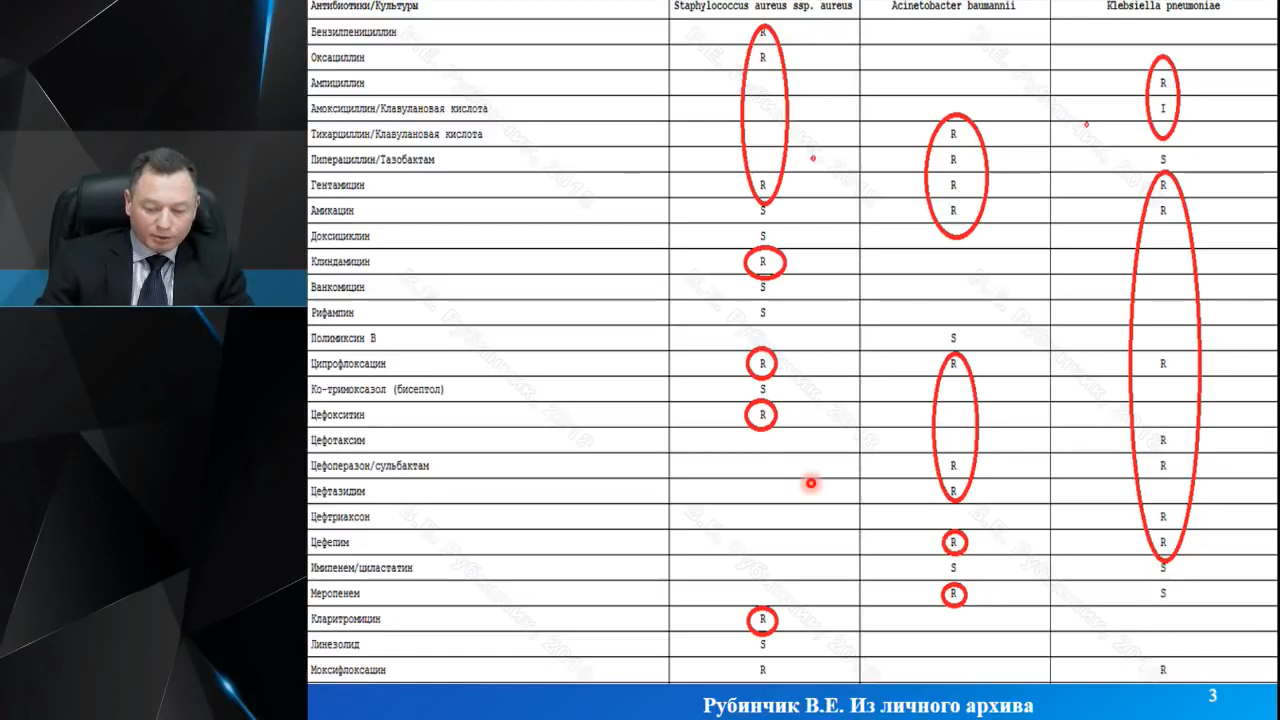 Антибиотики/Культуры Staphylococcus aureus ssp. aureus Acinetobacter baumannii Klebsiella pneumoniae
Бензилпенициллин R
Оксациллин R
Ампициллин R
Амоксициллин/Клавулановая кислота I
Тикарциллин/Клавулановая кислота R
Пиперациллин/Тазобактам R S
Гентамицин R R R
Амикацин S R R
Доксициклин S
Клиндамицин R
Ванкомицин S
Рифампин S
Полимиксин В S
Ципрофлоксацин R R R
Ко-тримоксазол (бисептол) S
Цефокситин R
Цефотаксим R
Цефоперазон/сульбактам R R
Цефтазидим R
Цефтриаксон R
Цефепим R R
Имипенем/циластатин S S
Меропенем R S
Кларитромицин R
Линезолид S
Моксифлоксацин R R
Рубинчик В.Е. Из личного архива 3